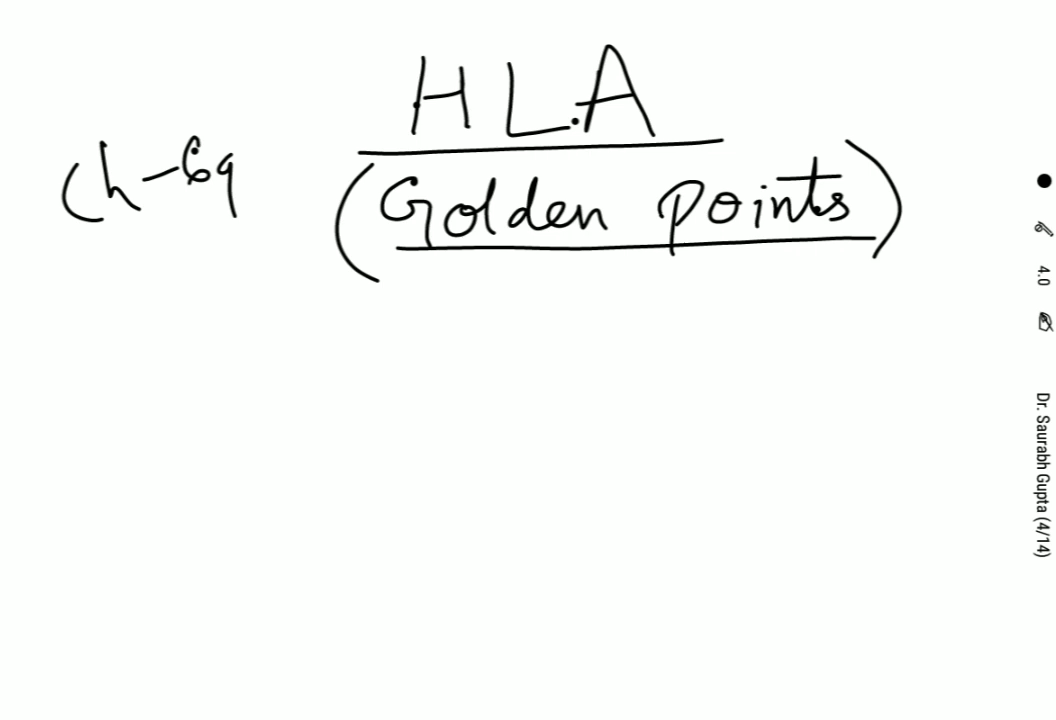 HLA
Ch-69
(Golden points)
4.0
Dr. Saurabh Gupta (4/14)